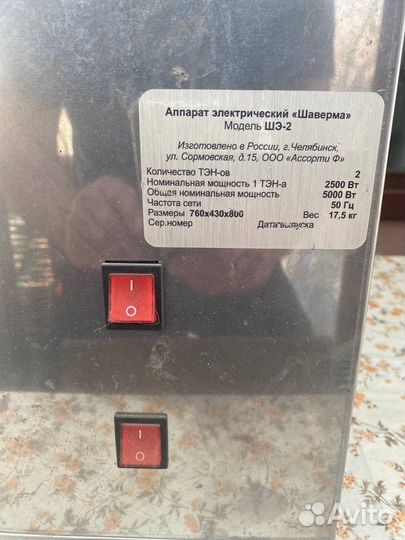 Аппарат электрический «Шаверма»
Модель ШЭ-2
Изготовлено в России, г.Челябинск,
ул. Сормовская, д.15, ООО «Ассорти Ф»
Количество ТЭН-ов 2
Номинальная мощность 1 ТЭН-а 2500 Вт
Общая номинальная мощность 5000 Вт
Частота сети 50 Гц
Размеры 760х430х800 Вес 17,5 кг
Сер.номер Дата выпуска
I
O
I
O
Avito